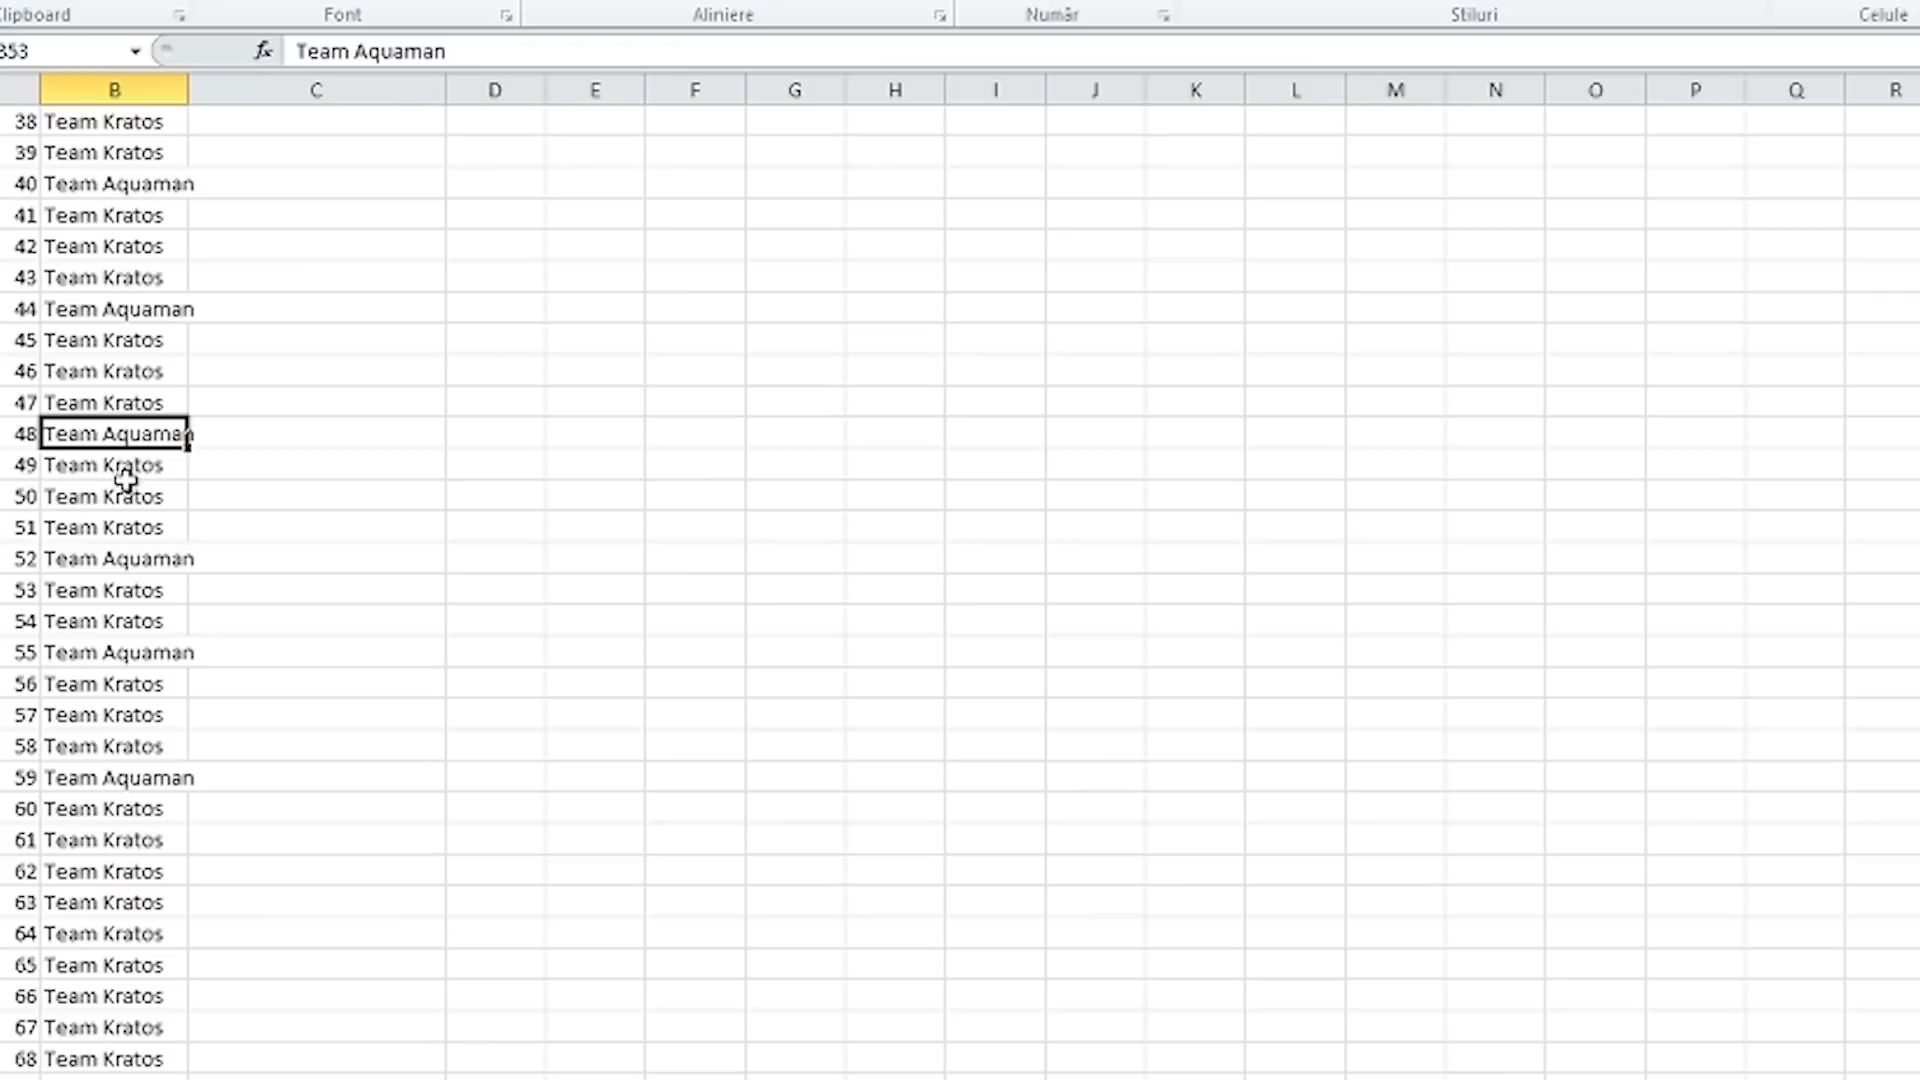 Clipboard Font Aliniere Număr Stiluri Celule
B53 fx Team Aquaman
B C D E F G H I J K L M N O P Q R
38 Team Kratos
39 Team Kratos
40 Team Aquaman
41 Team Kratos
42 Team Kratos
43 Team Kratos
44 Team Aquaman
45 Team Kratos
46 Team Kratos
47 Team Kratos
48 Team Aquaman
49 Team Kratos
50 Team Kratos
51 Team Kratos
52 Team Aquaman
53 Team Kratos
54 Team Kratos
55 Team Aquaman
56 Team Kratos
57 Team Kratos
58 Team Kratos
59 Team Aquaman
60 Team Kratos
61 Team Kratos
62 Team Kratos
63 Team Kratos
64 Team Kratos
65 Team Kratos
66 Team Kratos
67 Team Kratos
68 Team Kratos